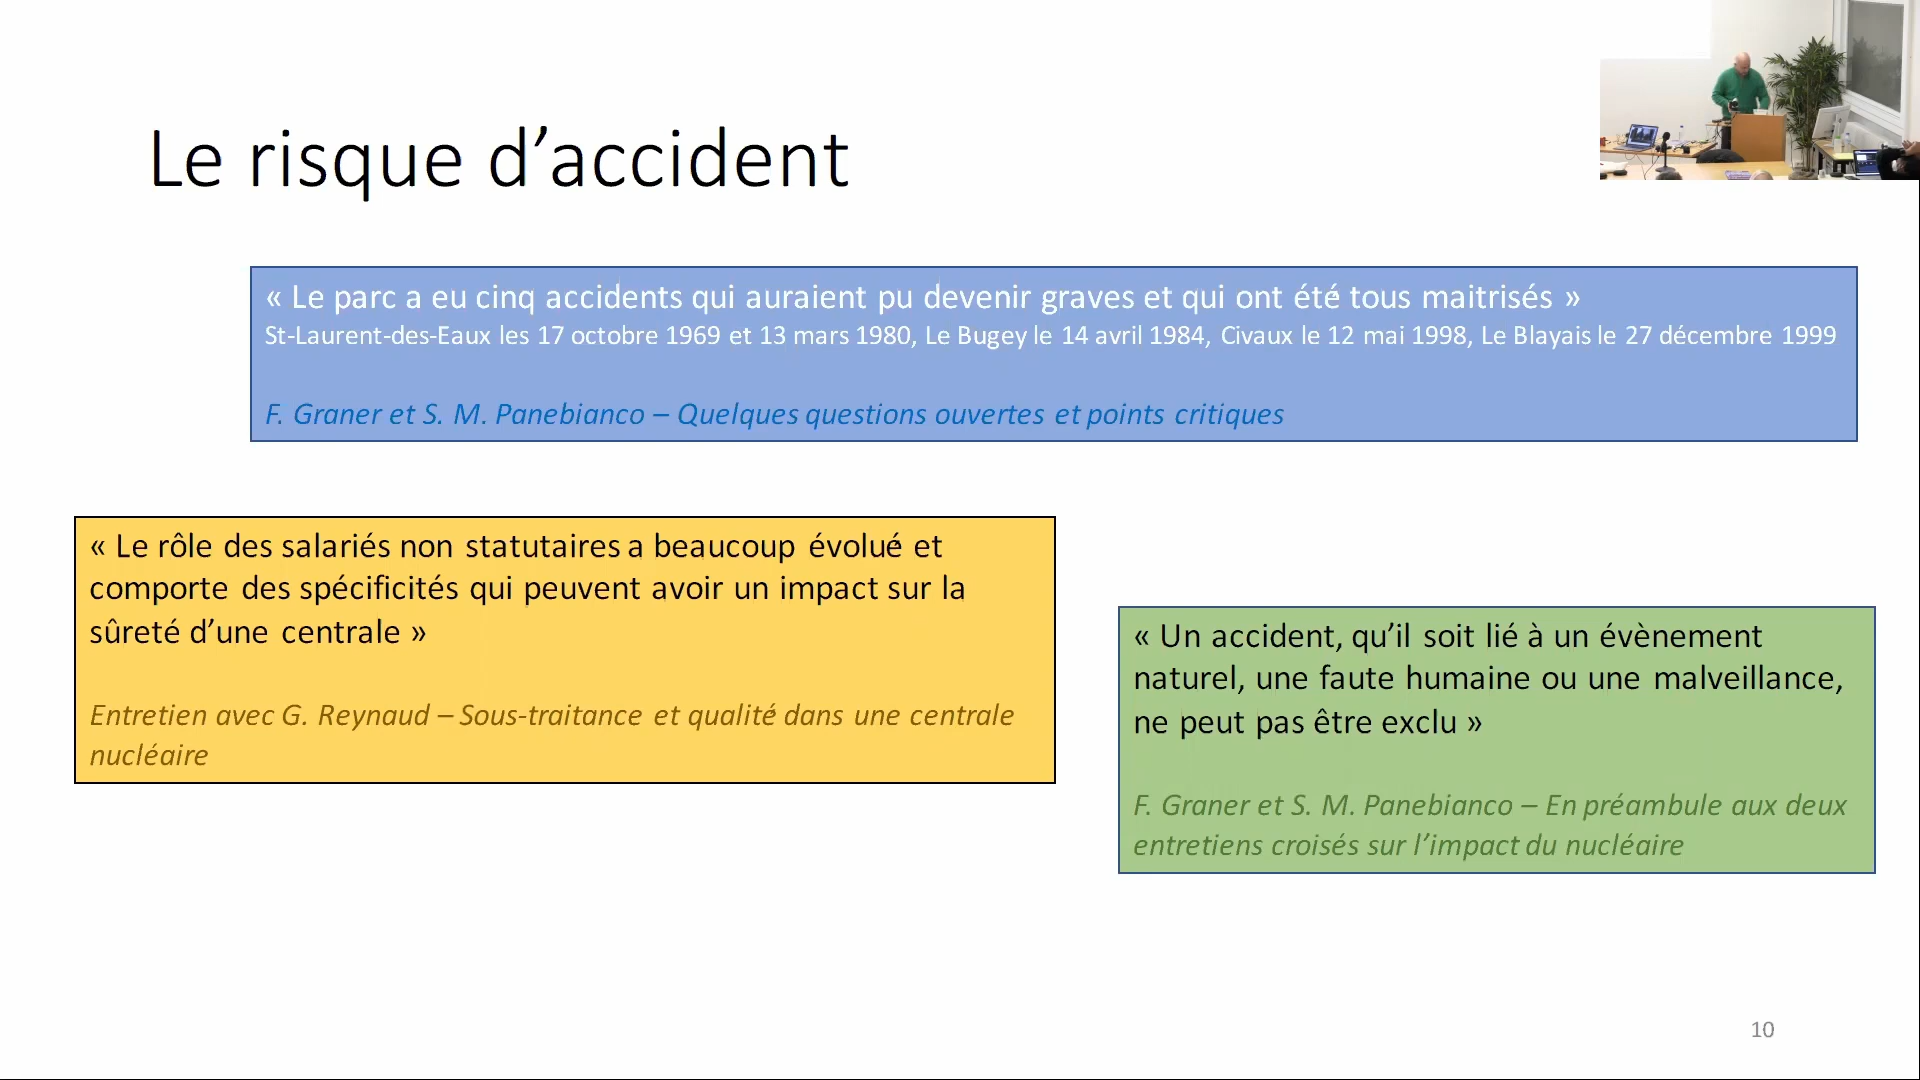 Le risque d’accident
« Le parc a eu cinq accidents qui auraient pu devenir graves et qui ont été tous maitrisés »
St-Laurent-des-Eaux les 17 octobre 1969 et 13 mars 1980, Le Bugey le 14 avril 1984, Civaux le 12 mai 1998, Le Blayais le 27 décembre 1999
F. Graner et S. M. Panebianco – Quelques questions ouvertes et points critiques
« Le rôle des salariés non statutaires a beaucoup évolué et
comporte des spécificités qui peuvent avoir un impact sur la
sûreté d’une centrale »
Entretien avec G. Reynaud – Sous-traitance et qualité dans une centrale
nucléaire
« Un accident, qu’il soit lié à un évènement
naturel, une faute humaine ou une malveillance,
ne peut pas être exclu »
F. Graner et S. M. Panebianco – En préambule aux deux
entretiens croisés sur l’impact du nucléaire
10